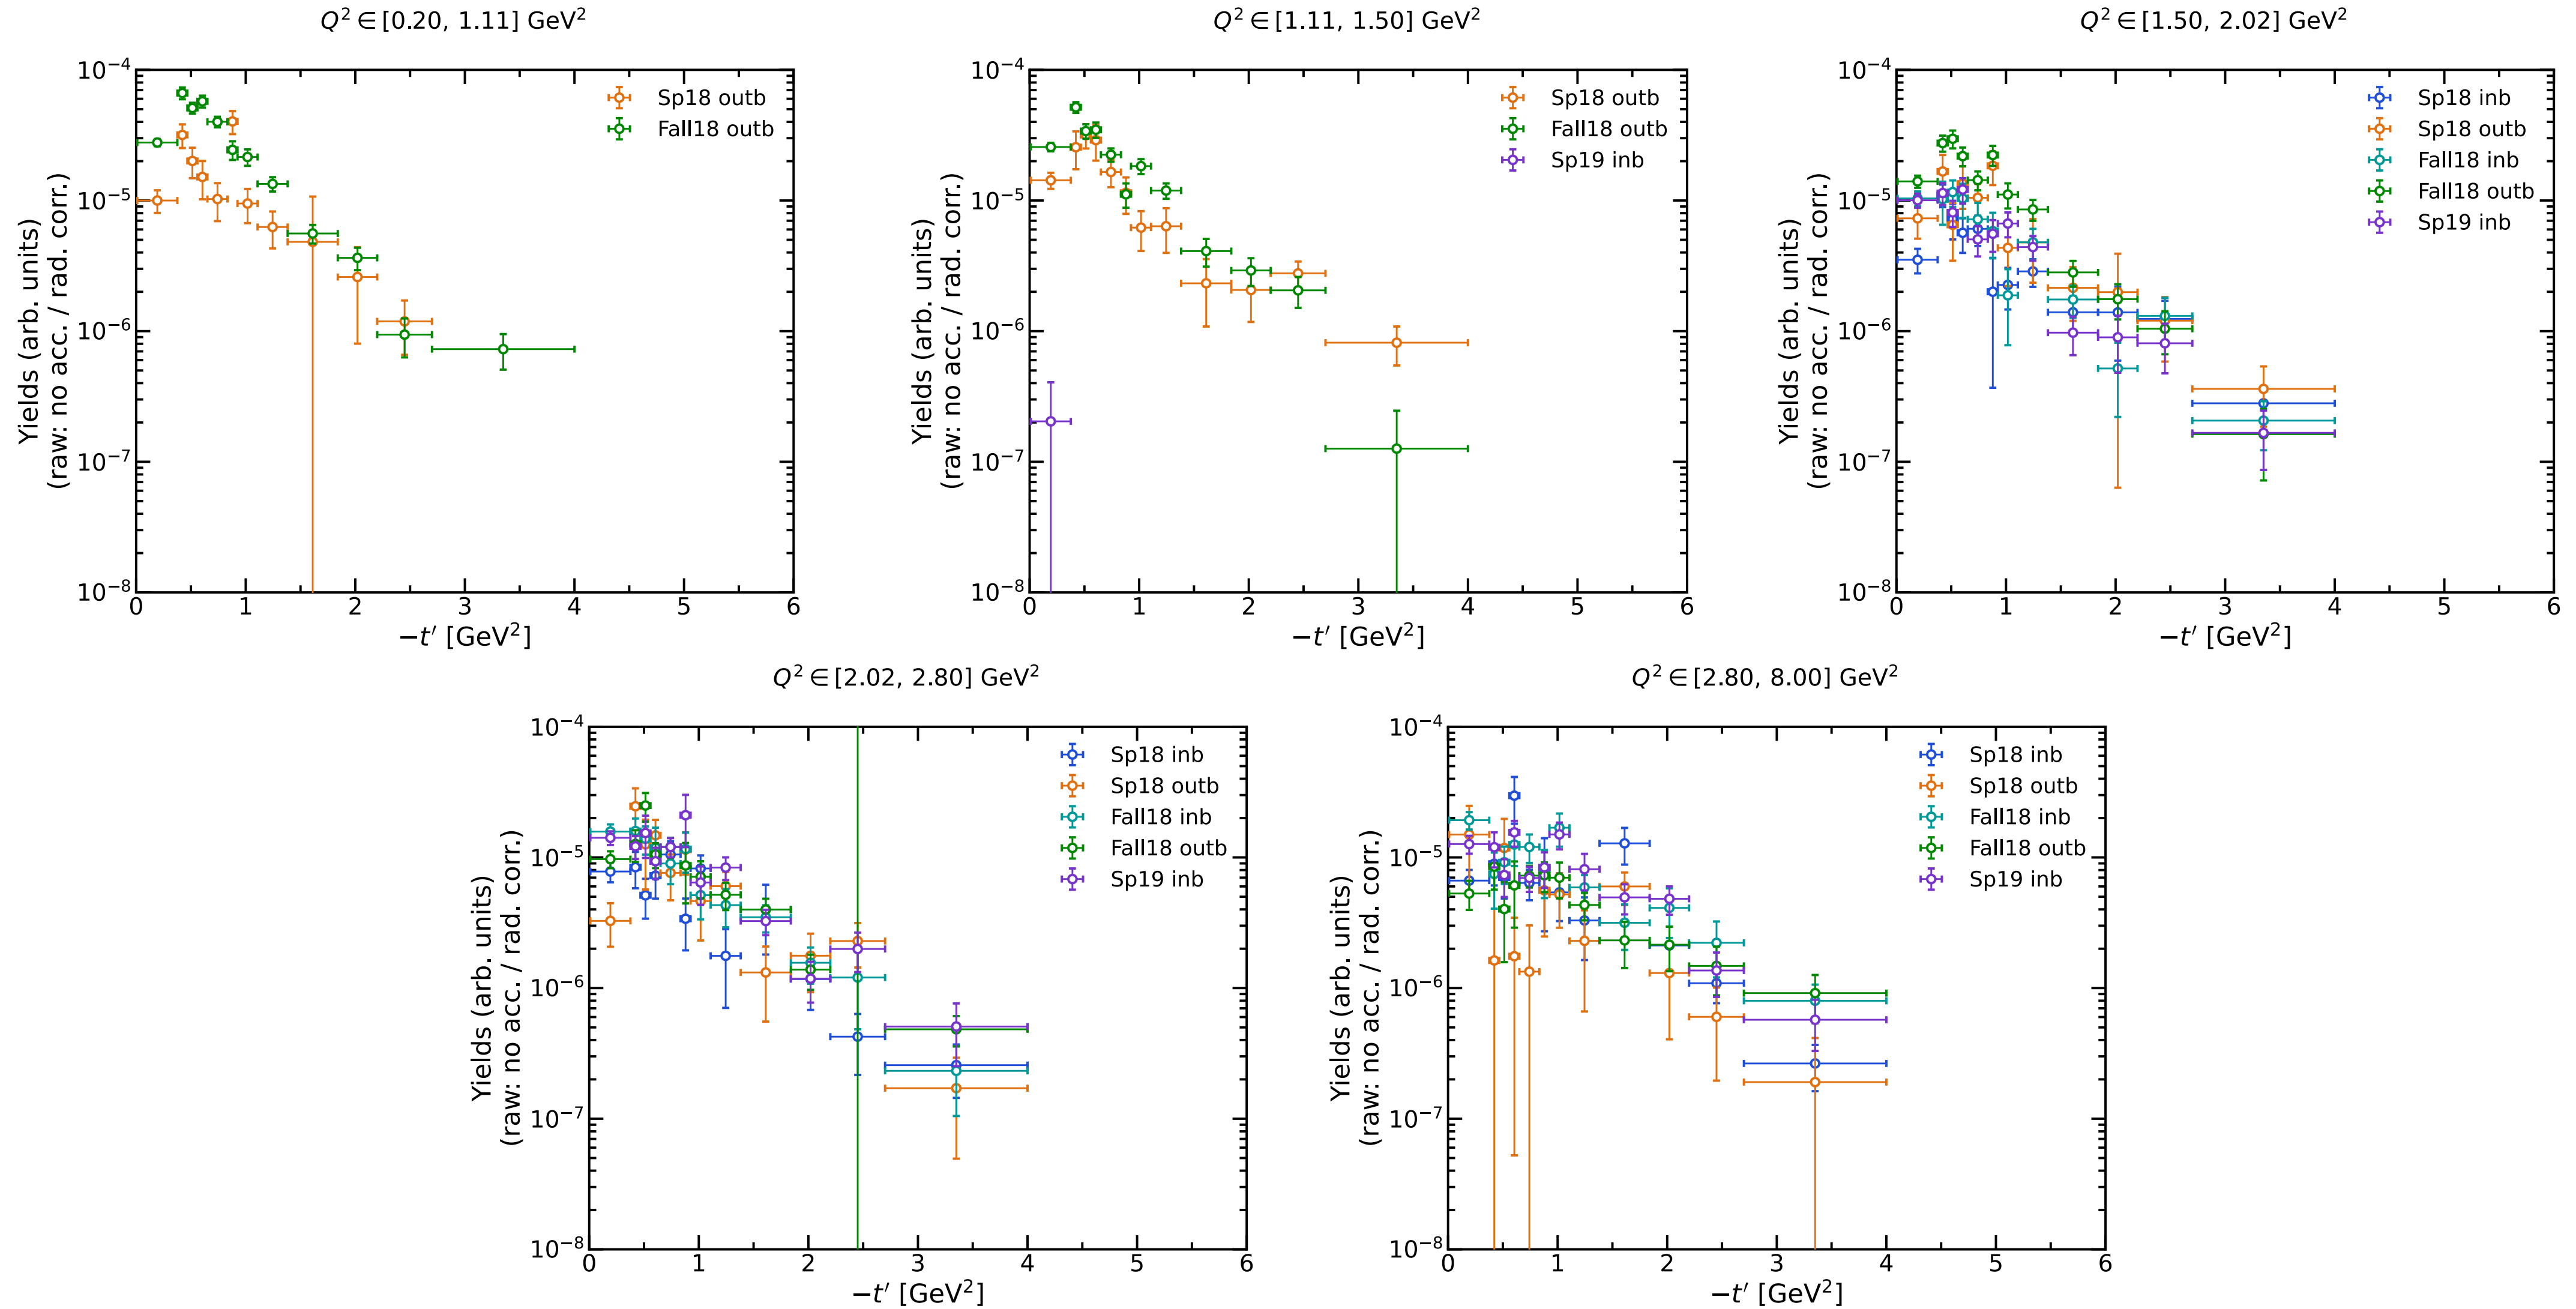 Q² ∈ [0.20, 1.11] GeV²
Yields (arb. units)
(raw: no acc. / rad. corr.)
10⁻⁴
10⁻⁵
10⁻⁶
10⁻⁷
10⁻⁸
Sp18 outb
Fall18 outb
0 1 2 3 4 5 6
−t′ [GeV²]
Q² ∈ [1.11, 1.50] GeV²
Yields (arb. units)
(raw: no acc. / rad. corr.)
10⁻⁴
10⁻⁵
10⁻⁶
10⁻⁷
10⁻⁸
Sp18 outb
Fall18 outb
Sp19 inb
0 1 2 3 4 5 6
−t′ [GeV²]
Q² ∈ [1.50, 2.02] GeV²
Yields (arb. units)
(raw: no acc. / rad. corr.)
10⁻⁴
10⁻⁵
10⁻⁶
10⁻⁷
10⁻⁸
Sp18 inb
Sp18 outb
Fall18 inb
Fall18 outb
Sp19 inb
0 1 2 3 4 5 6
−t′ [GeV²]
Q² ∈ [2.02, 2.80] GeV²
Yields (arb. units)
(raw: no acc. / rad. corr.)
10⁻⁴
10⁻⁵
10⁻⁶
10⁻⁷
10⁻⁸
Sp18 inb
Sp18 outb
Fall18 inb
Fall18 outb
Sp19 inb
0 1 2 3 4 5 6
−t′ [GeV²]
Q² ∈ [2.80, 8.00] GeV²
Yields (arb. units)
(raw: no acc. / rad. corr.)
10⁻⁴
10⁻⁵
10⁻⁶
10⁻⁷
10⁻⁸
Sp18 inb
Sp18 outb
Fall18 inb
Fall18 outb
Sp19 inb
0 1 2 3 4 5 6
−t′ [GeV²]